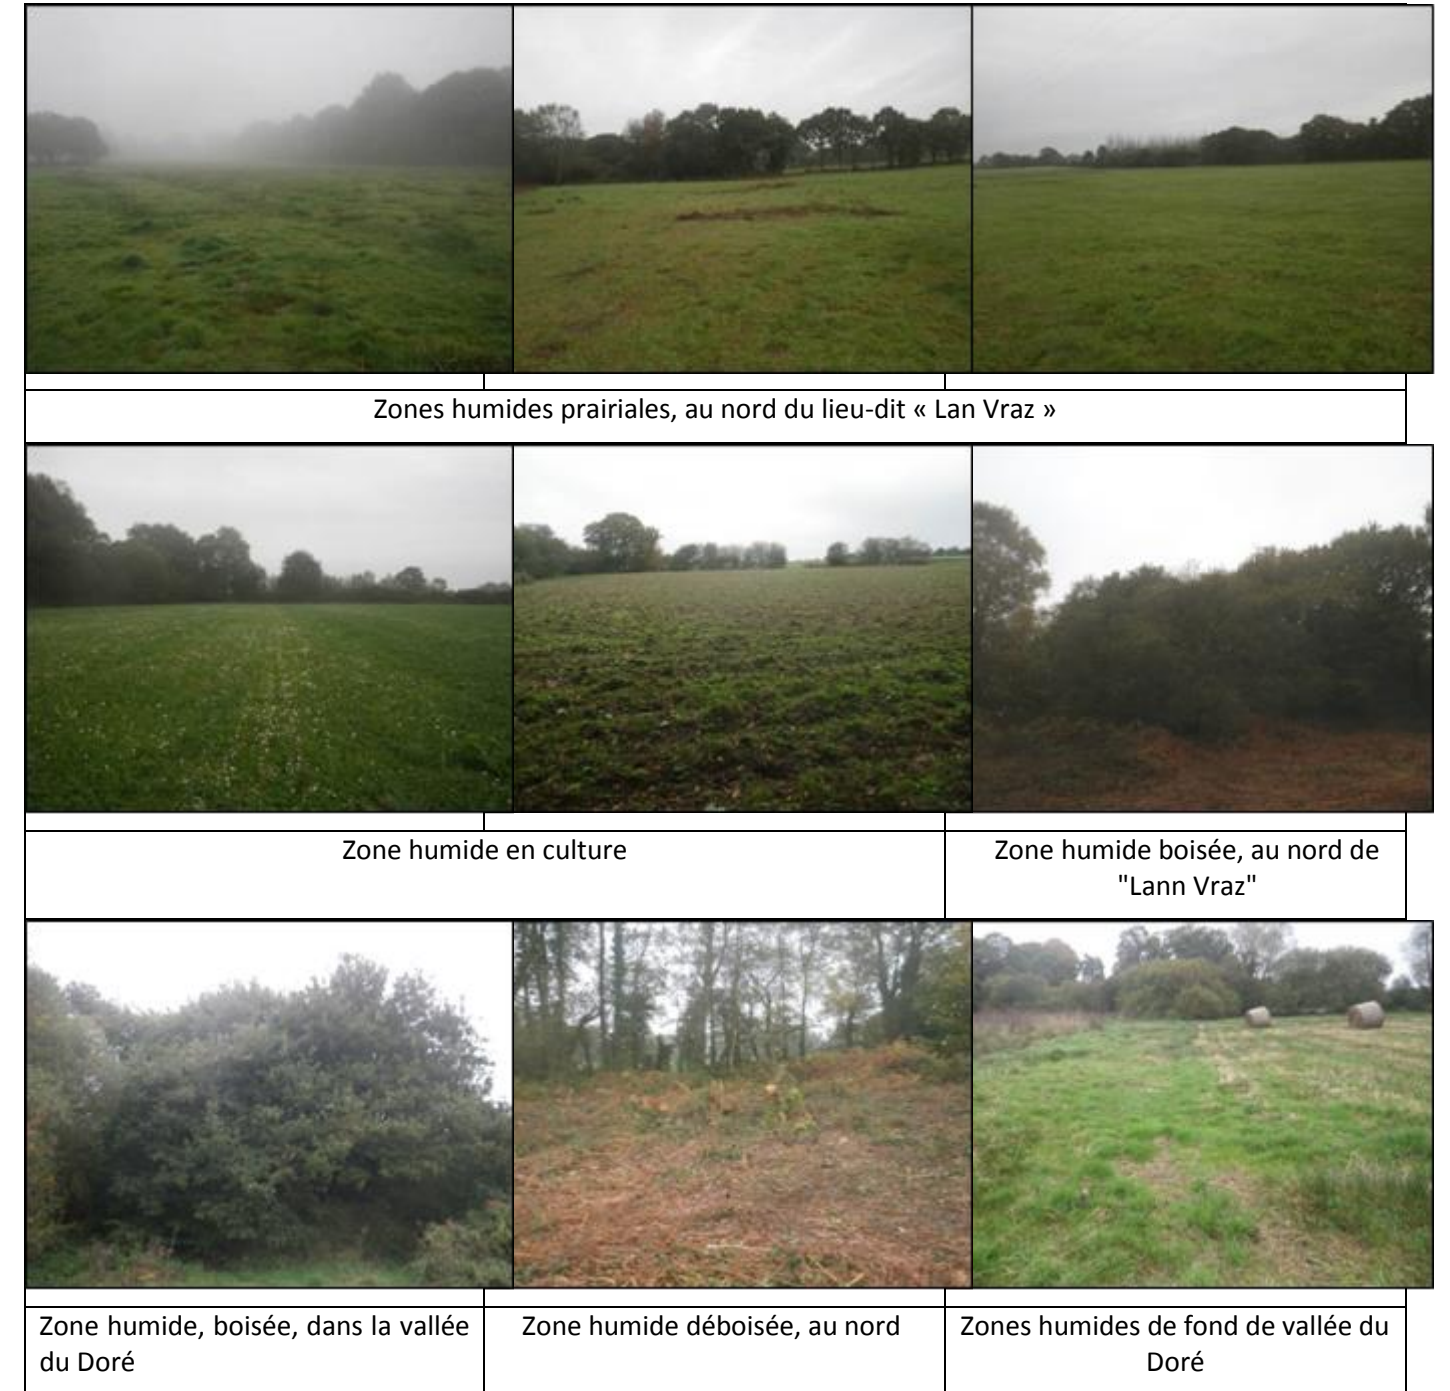 Zones humides prairiales, au nord du lieu-dit « Lan Vraz »
Zone humide en culture
Zone humide boisée, au nord de
"Lann Vraz"
Zone humide, boisée, dans la vallée
du Doré
Zone humide déboisée, au nord
Zones humides de fond de vallée du
Doré